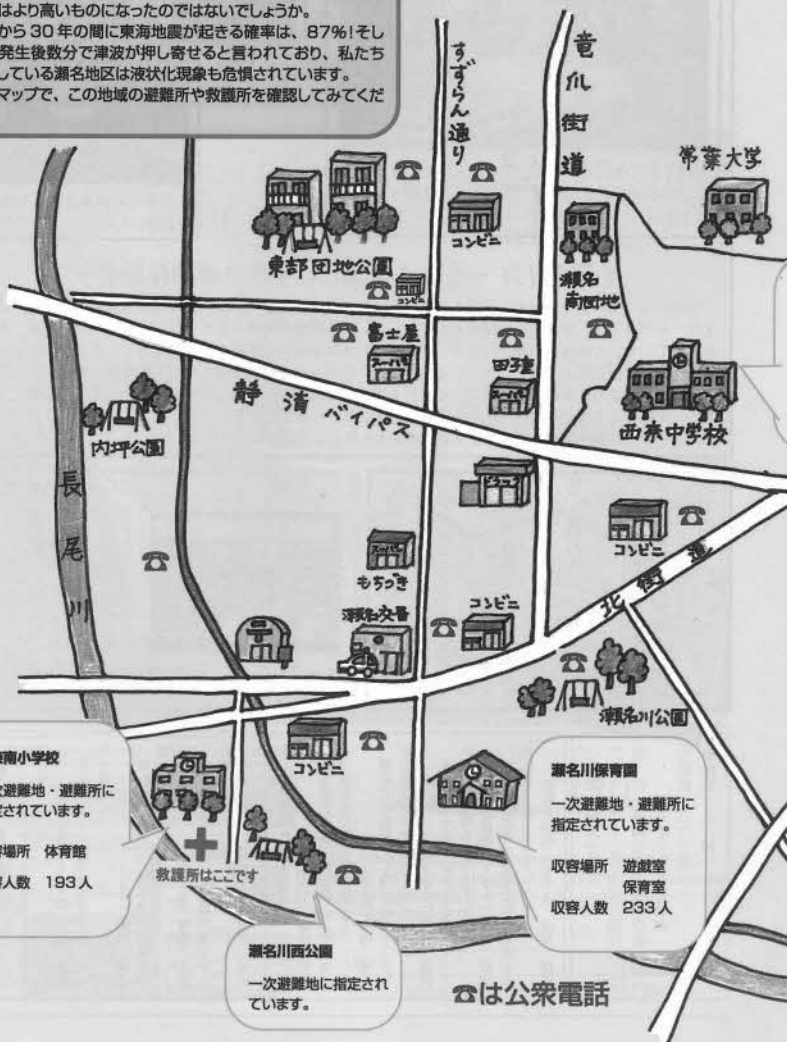 はより高いものになったのではないでしょうか。
から30年の間に東海地震が起きる確率は、87%!そし
発生後数分で津波が押し寄せると言われており、私たち
している瀬名地区は液状化現象も危惧されています。
マップで、この地域の避難所や救護所を確認してみてくだ
すずらん通り
竜爪街道
常葉大学
コンビニ
東部団地公園
瀬名
南団地
コンビニ
富士屋
スーパー
田子重
スーパー
静清バイパス
西奈中学校
内坪公園
長尾川
コンビニ
スーパー
もちづき
北街道
瀬名交番
コンビニ
〒
瀬名川公園
コンビニ
南小学校
次避難地・避難所に
定されています。
容場所 体育館
容人数 193人
救護所はここです
瀬名川保育園
一次避難地・避難所に
指定されています。
収容場所 遊戯室
保育室
収容人数 233人
瀬名川西公園
一次避難地に指定され
ています。
☎は公衆電話